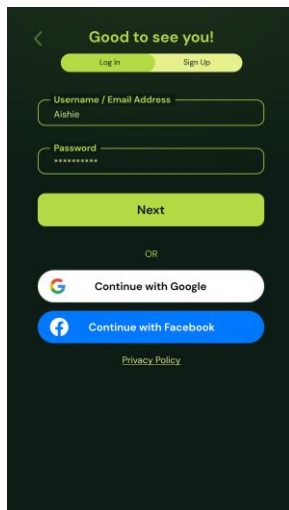 Good to see you!
Log In Sign Up
Username / Email Address
Aishie
Password
**********
Next
OR
Continue with Google
Continue with Facebook
Privacy Policy